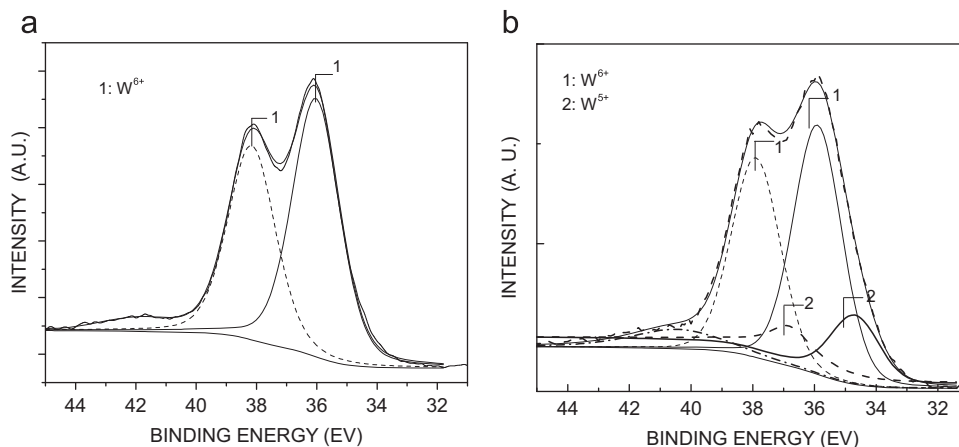 a
1
1: W⁶⁺
1
INTENSITY (A.U.)
44 42 40 38 36 34 32
BINDING ENERGY (EV)
b
1: W⁶⁺
2: W⁵⁺
1
1
2
2
INTENSITY (A. U.)
44 42 40 38 36 34 32
BINDING ENERGY (EV)